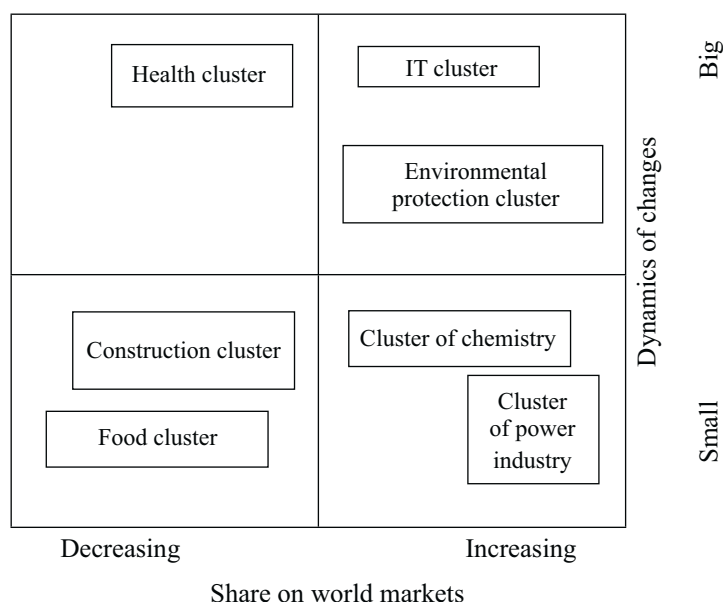 Health cluster
IT cluster
Environmental
protection cluster
Construction cluster
Food cluster
Cluster of chemistry
Cluster
of power
industry
Big
Dynamics of changes
Small
Decreasing
Increasing
Share on world markets